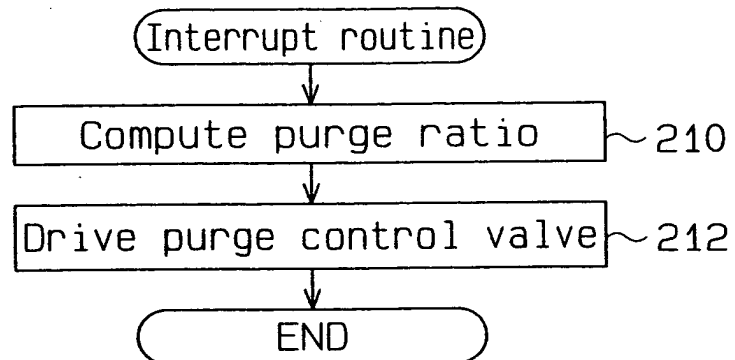 Interrupt routine
Compute purge ratio 210
Drive purge control valve 212
END